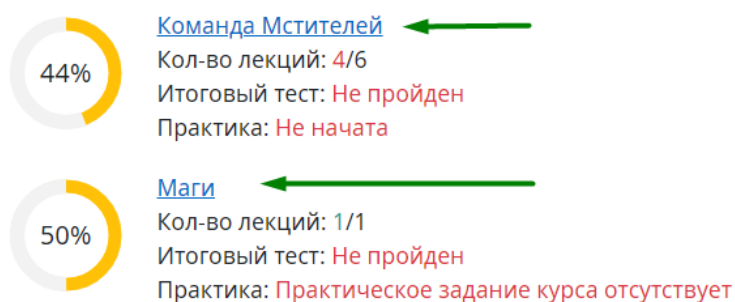 44%
Команда Мстителей
Кол-во лекций: 4/6
Итоговый тест: Не пройден
Практика: Не начата
50%
Маги
Кол-во лекций: 1/1
Итоговый тест: Не пройден
Практика: Практическое задание курса отсутствует